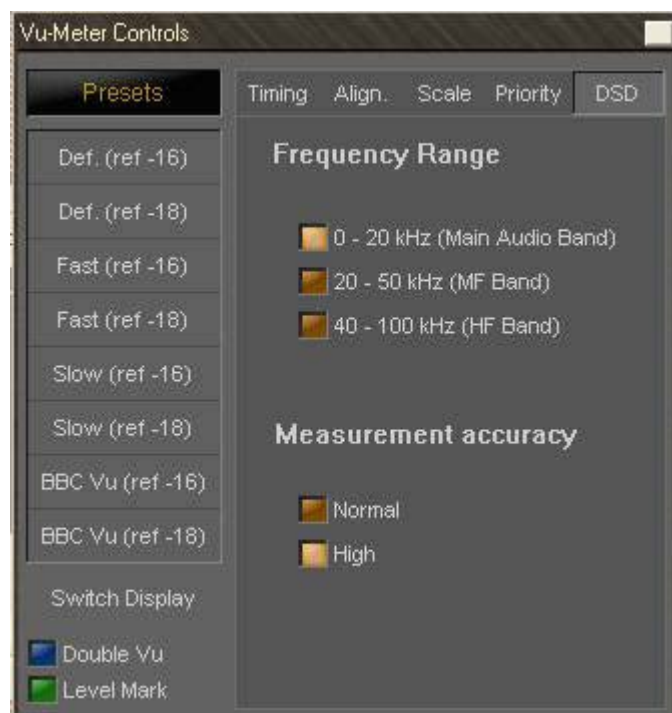 Vu-Meter Controls
Presets
Def. (ref -16)
Def. (ref -18)
Fast (ref -16)
Fast (ref -18)
Slow (ref -16)
Slow (ref -18)
BBC Vu (ref -16)
BBC Vu (ref -18)
Switch Display
Double Vu
Level Mark
Timing Align. Scale Priority DSD
Frequency Range
0 - 20 kHz (Main Audio Band)
20 - 50 kHz (MF Band)
40 - 100 kHz (HF Band)
Measurement accuracy
Normal
High